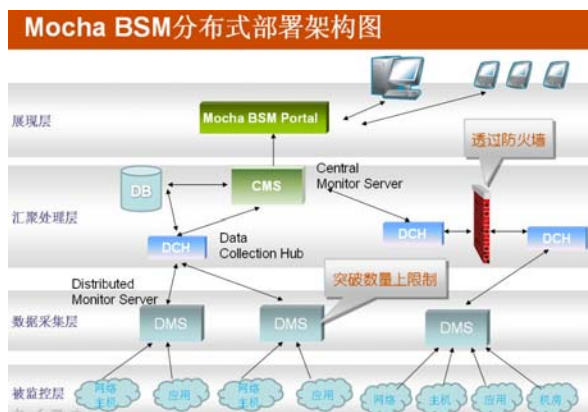 Mocha BSM分布式部署架构图
展现层
Mocha BSM Portal
透过防火墙
DB
CMS
Central
Monitor Server
汇聚处理层
DCH
Data
Collection Hub
DCH
DCH
突破数量上限制
Distributed
Monitor Server
数据采集层
DMS
DMS
DMS
被监控层
网络
主机
应用
网络
主机
应用
网络
主机
应用
机房